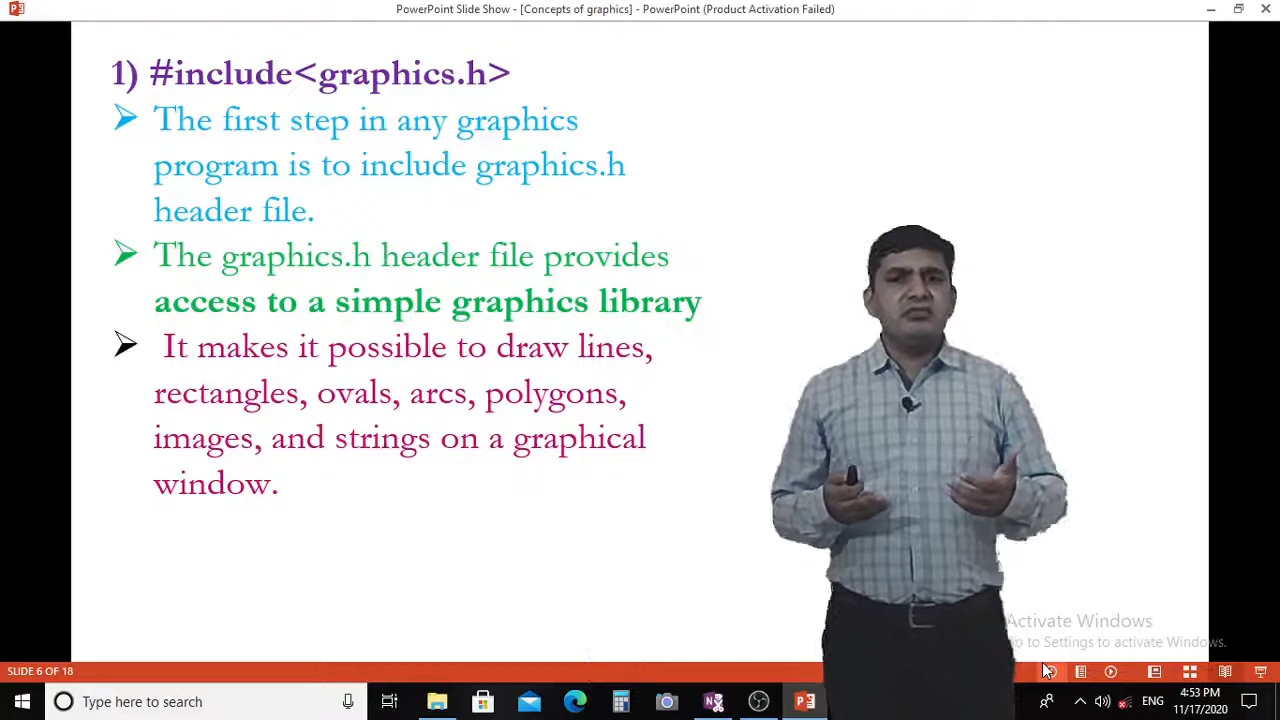 PowerPoint Slide Show - [Concepts of graphics] - PowerPoint (Product Activation Failed)
1) #include<graphics.h>
The first step in any graphics
program is to include graphics.h
header file.
The graphics.h header file provides
access to a simple graphics library
It makes it possible to draw lines,
rectangles, ovals, arcs, polygons,
images, and strings on a graphical
window.
Activate Windows
to Settings to activate Windows.
SLIDE 6 OF 18
Type here to search
ENG
4:53 PM
11/17/2020